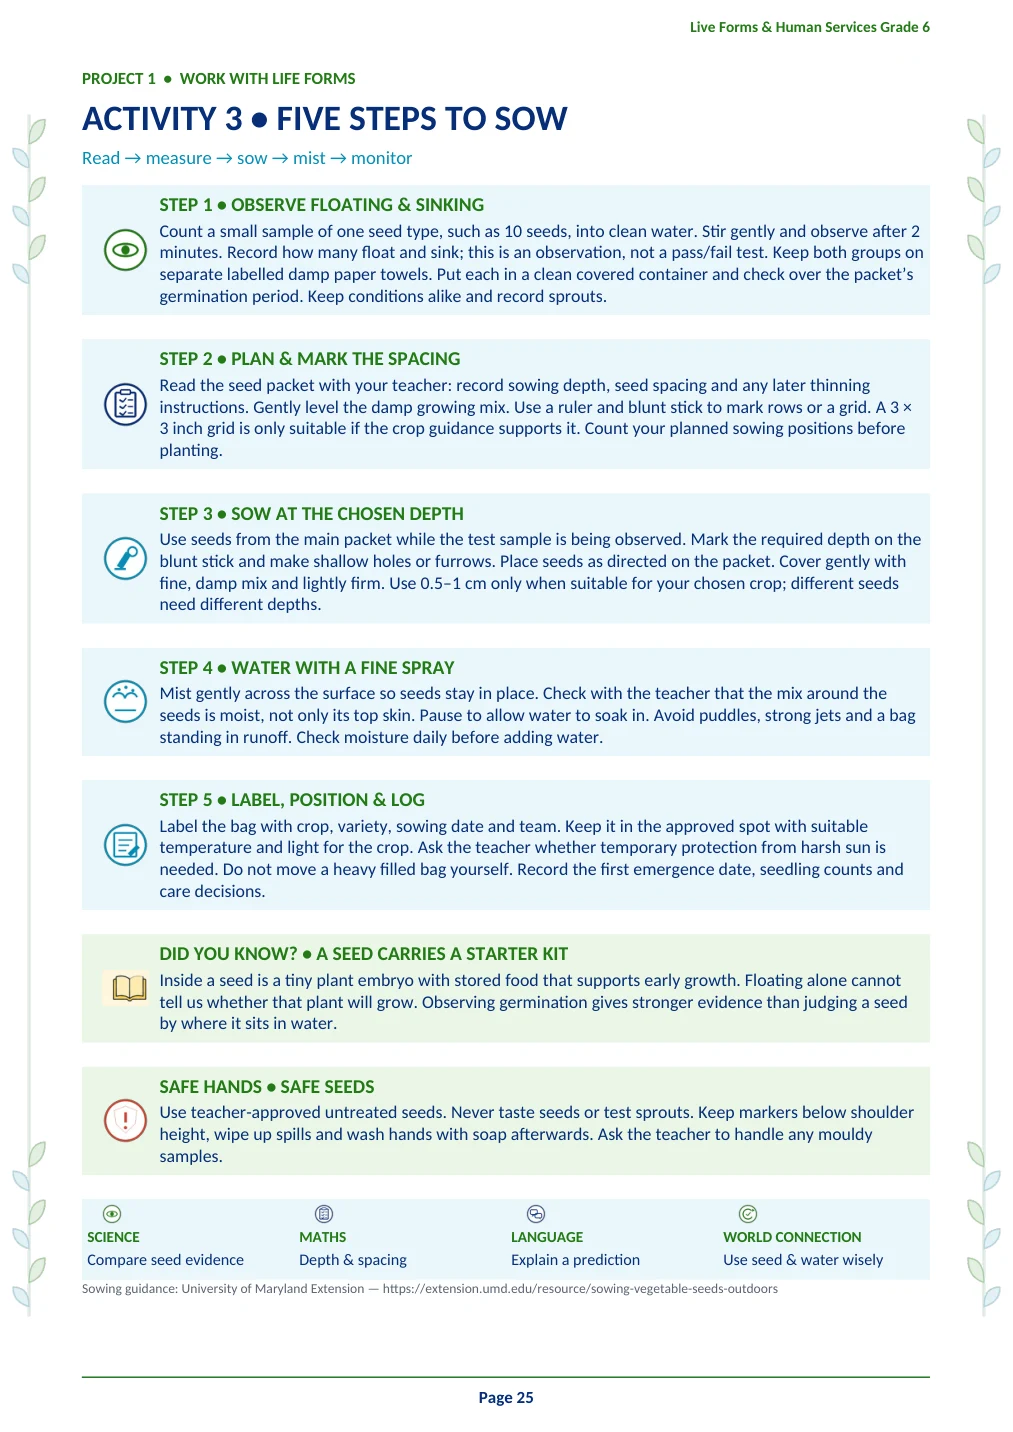 Live Forms & Human Services Grade 6
PROJECT 1 ● WORK WITH LIFE FORMS
ACTIVITY 3 ● FIVE STEPS TO SOW
Read → measure → sow → mist → monitor
STEP 1 ● OBSERVE FLOATING & SINKING
Count a small sample of one seed type, such as 10 seeds, into clean water. Stir gently and observe after 2
minutes. Record how many float and sink; this is an observation, not a pass/fail test. Keep both groups on
separate labelled damp paper towels. Put each in a clean covered container and check over the packet’s
germination period. Keep conditions alike and record sprouts.
STEP 2 ● PLAN & MARK THE SPACING
Read the seed packet with your teacher: record sowing depth, seed spacing and any later thinning
instructions. Gently level the damp growing mix. Use a ruler and blunt stick to mark rows or a grid. A 3 ×
3 inch grid is only suitable if the crop guidance supports it. Count your planned sowing positions before
planting.
STEP 3 ● SOW AT THE CHOSEN DEPTH
Use seeds from the main packet while the test sample is being observed. Mark the required depth on the
blunt stick and make shallow holes or furrows. Place seeds as directed on the packet. Cover gently with
fine, damp mix and lightly firm. Use 0.5–1 cm only when suitable for your chosen crop; different seeds
need different depths.
STEP 4 ● WATER WITH A FINE SPRAY
Mist gently across the surface so seeds stay in place. Check with the teacher that the mix around the
seeds is moist, not only its top skin. Pause to allow water to soak in. Avoid puddles, strong jets and a bag
standing in runoff. Check moisture daily before adding water.
STEP 5 ● LABEL, POSITION & LOG
Label the bag with crop, variety, sowing date and team. Keep it in the approved spot with suitable
temperature and light for the crop. Ask the teacher whether temporary protection from harsh sun is
needed. Do not move a heavy filled bag yourself. Record the first emergence date, seedling counts and
care decisions.
DID YOU KNOW? ● A SEED CARRIES A STARTER KIT
Inside a seed is a tiny plant embryo with stored food that supports early growth. Floating alone cannot
tell us whether that plant will grow. Observing germination gives stronger evidence than judging a seed
by where it sits in water.
SAFE HANDS ● SAFE SEEDS
Use teacher-approved untreated seeds. Never taste seeds or test sprouts. Keep markers below shoulder
height, wipe up spills and wash hands with soap afterwards. Ask the teacher to handle any mouldy
samples.
SCIENCE
Compare seed evidence
MATHS
Depth & spacing
LANGUAGE
Explain a prediction
WORLD CONNECTION
Use seed & water wisely
Sowing guidance: University of Maryland Extension — https://extension.umd.edu/resource/sowing-vegetable-seeds-outdoors
Page 25